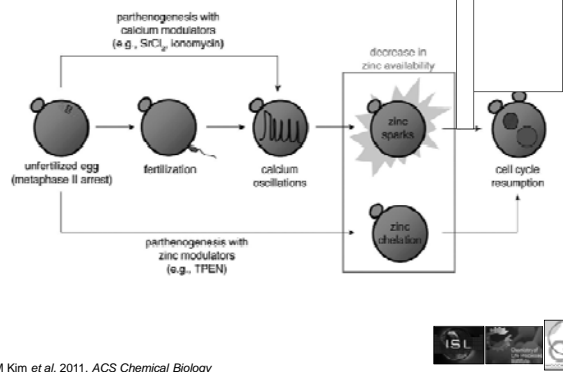 parthenogenesis with
calcium modulators
(e.g., SrCl₂, ionomycin)
decrease in
zinc availability
zinc
sparks
unfertilized egg
(metaphase II arrest)
fertilization
calcium
oscillations
cell cycle
resumption
zinc
chelation
parthenogenesis with
zinc modulators
(e.g., TPEN)
M Kim et al. 2011, ACS Chemical Biology
ISL